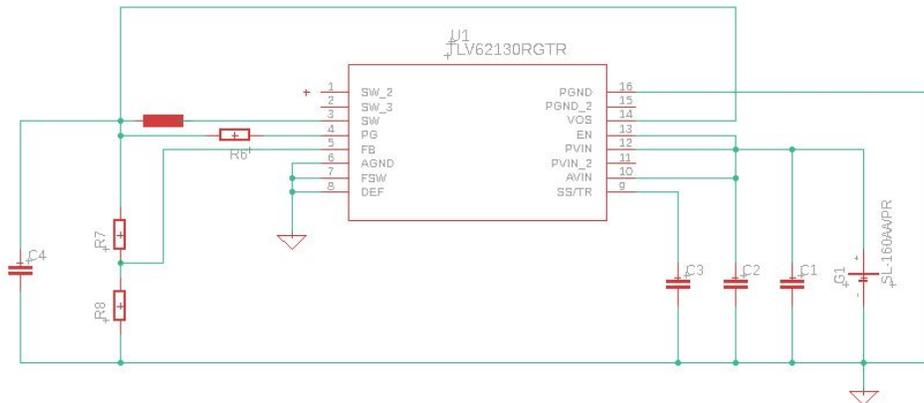 U1
TLV62130RGTR
1 SW_2 PGND 16
2 SW_3 PGND_2 15
3 SW VOS 14
4 PG EN 13
5 FB PVIN 12
6 AGND PVIN_2 11
7 FSW AVIN 10
8 DEF SS/TR 9
R6
R7
R8
C4
C3
C2
C1
G1
SL-160AA/PR